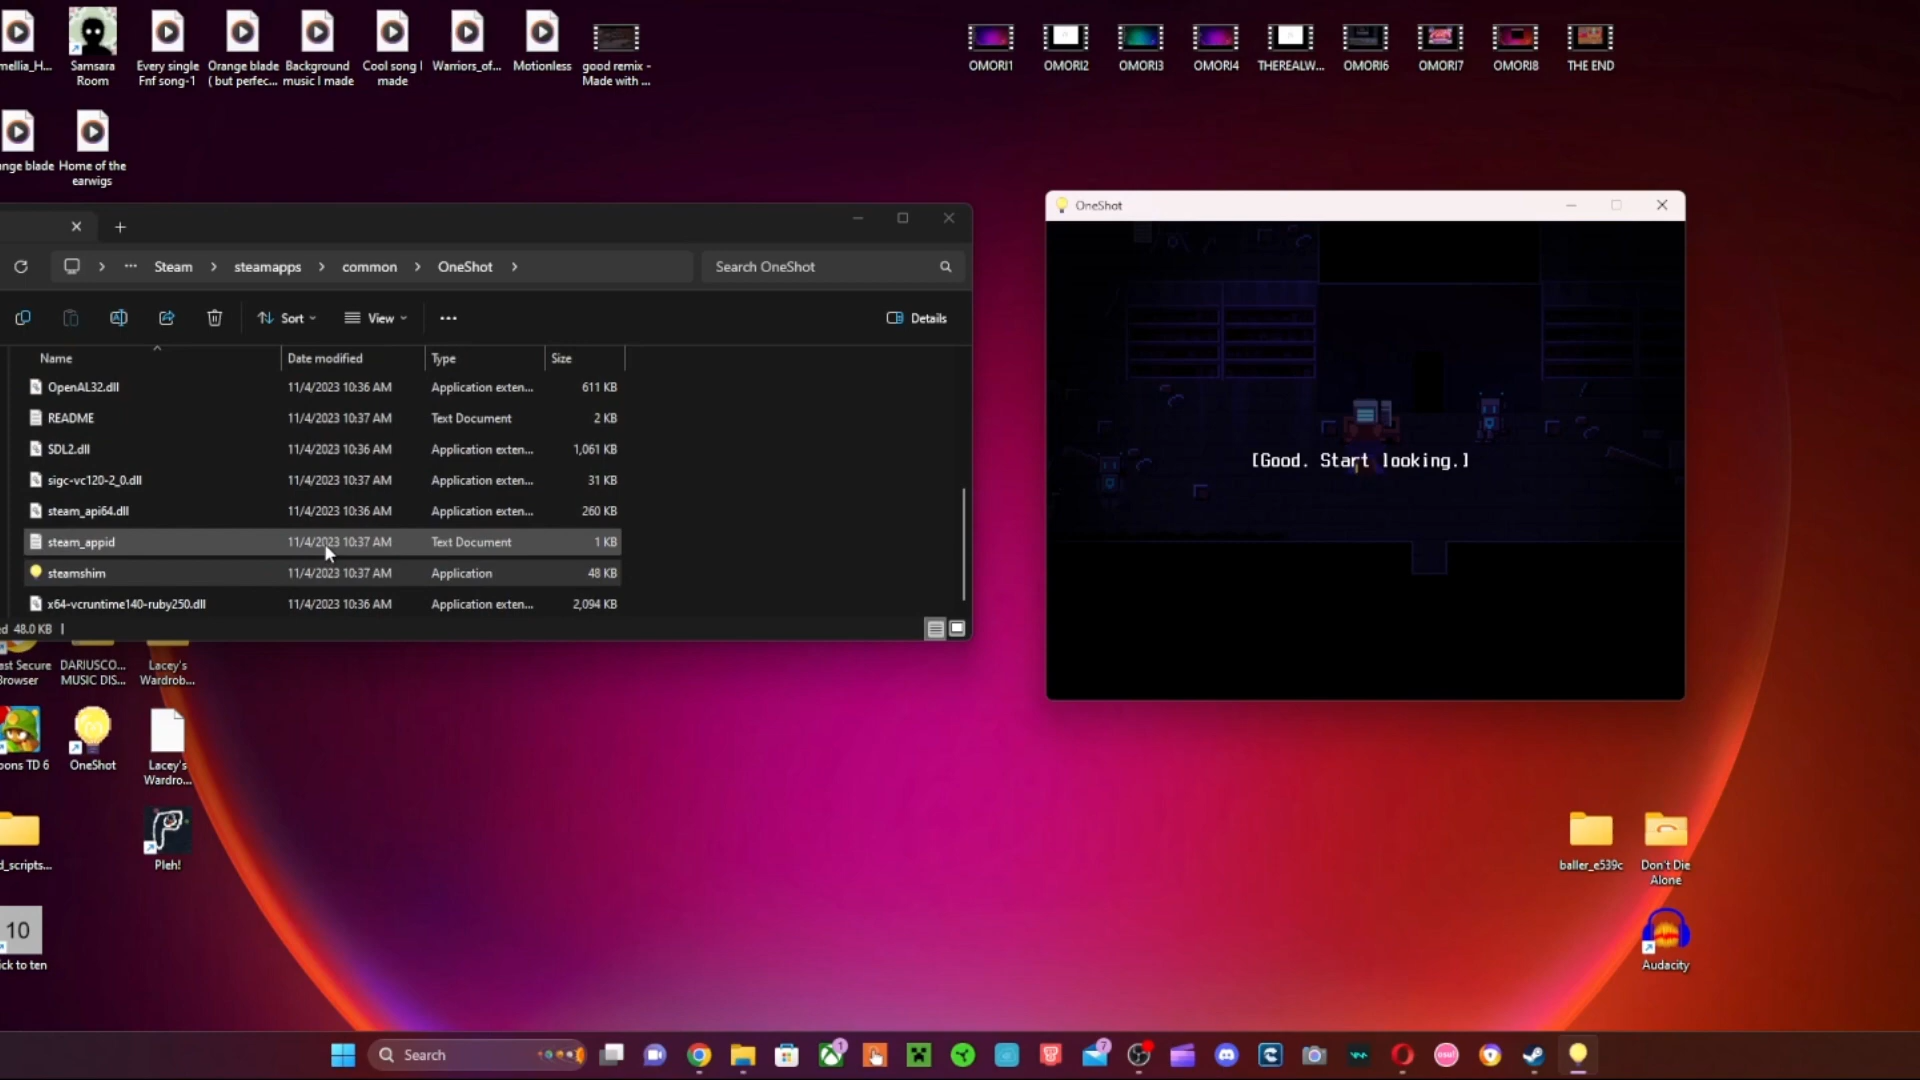 mellia_H...
Samsara Room
Every single Fnf song-1
Orange blade ( but perfec...
Background music I made
Cool song I made
Warriors_of...
Motionless
good remix - Made with ...
OMORI1
OMORI2
OMORI3
OMORI4
THEREALW...
OMORI6
OMORI7
OMORI8
THE END
ange blade
Home of the earwigs
Steam
steamapps
common
OneShot
Search OneShot
Sort
View
Details
Name
Date modified
Type
Size
OpenAL32.dll 11/4/2023 10:36 AM Application exten... 611 KB
README 11/4/2023 10:37 AM Text Document 2 KB
SDL2.dll 11/4/2023 10:36 AM Application exten... 1,061 KB
sigc-vc120-2_0.dll 11/4/2023 10:37 AM Application exten... 31 KB
steam_api64.dll 11/4/2023 10:36 AM Application exten... 260 KB
steam_appid 11/4/2023 10:37 AM Text Document 1 KB
steamshim 11/4/2023 10:37 AM Application 48 KB
x64-vcruntime140-ruby250.dll 11/4/2023 10:36 AM Application exten... 2,094 KB
ed 48.0 KB
OneShot
[Good. Start looking.]
ast Secure Browser
DARIUSCO... MUSIC DIS...
Lacey's Wardrob...
oons TD 6
OneShot
Lacey's Wardro...
d_scripts...
Pleh!
10
ick to ten
baller_e539c
Don't Die Alone
Audacity
Search
1
7
osu!